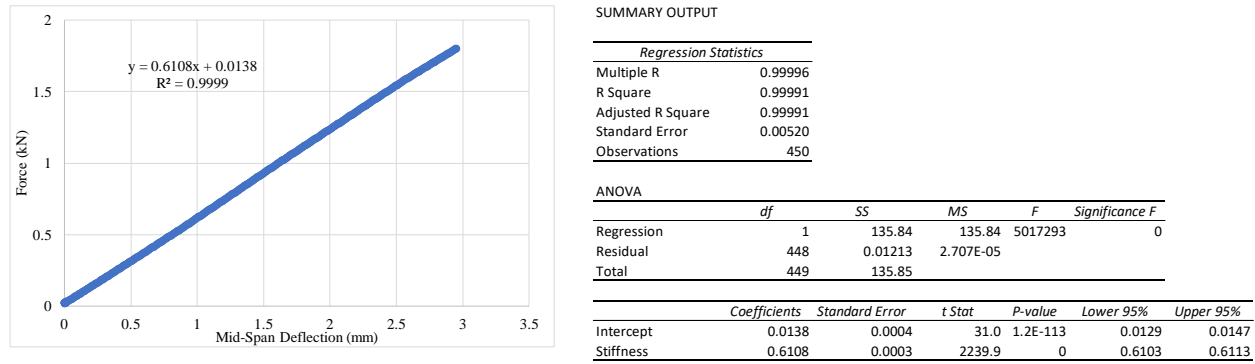 y = 0.6108x + 0.0138
R² = 0.9999
Force (kN)
2
1.5
1
0.5
0
0 0.5 1 1.5 2 2.5 3 3.5
Mid-Span Deflection (mm)
SUMMARY OUTPUT
Regression Statistics
Multiple R 0.99996
R Square 0.99991
Adjusted R Square 0.99991
Standard Error 0.00520
Observations 450
ANOVA
df SS MS F Significance F
Regression 1 135.84 135.84 5017293 0
Residual 448 0.01213 2.707E-05
Total 449 135.85
Coefficients Standard Error t Stat P-value Lower 95% Upper 95%
Intercept 0.0138 0.0004 31.0 1.2E-113 0.0129 0.0147
Stiffness 0.6108 0.0003 2239.9 0 0.6103 0.6113